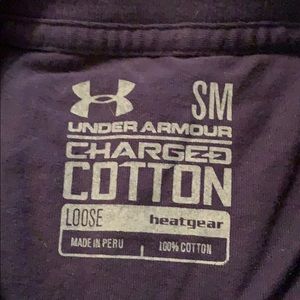 SM
UNDER ARMOUR
CHARGED
COTTON
LOOSE heatgear
MADE IN PERU 100% COTTON